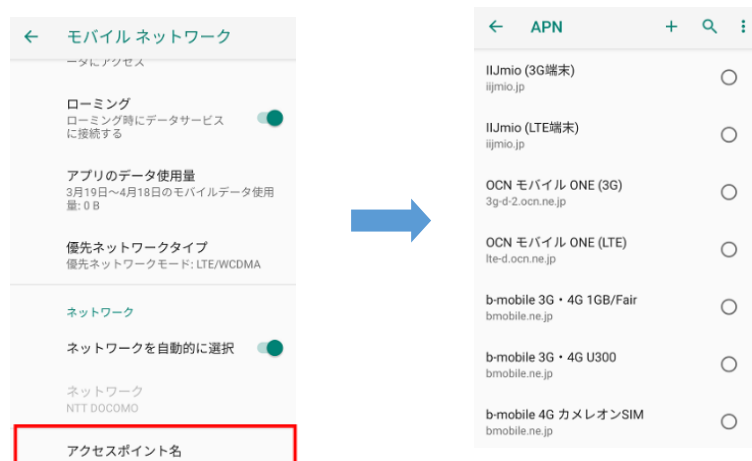 モバイル ネットワーク
ータにアクセス
ローミング
ローミング時にデータサービス
に接続する
アプリのデータ使用量
3月19日～4月18日のモバイルデータ使用
量: 0 B
優先ネットワークタイプ
優先ネットワークモード: LTE/WCDMA
ネットワーク
ネットワークを自動的に選択
ネットワーク
NTT DOCOMO
アクセスポイント名
APN
IIJmio (3G端末)
iijmio.jp
IIJmio (LTE端末)
iijmio.jp
OCN モバイル ONE (3G)
3g-d-2.ocn.ne.jp
OCN モバイル ONE (LTE)
lte-d.ocn.ne.jp
b-mobile 3G・4G 1GB/Fair
bmobile.ne.jp
b-mobile 3G・4G U300
bmobile.ne.jp
b-mobile 4G カメレオンSIM
bmobile.ne.jp